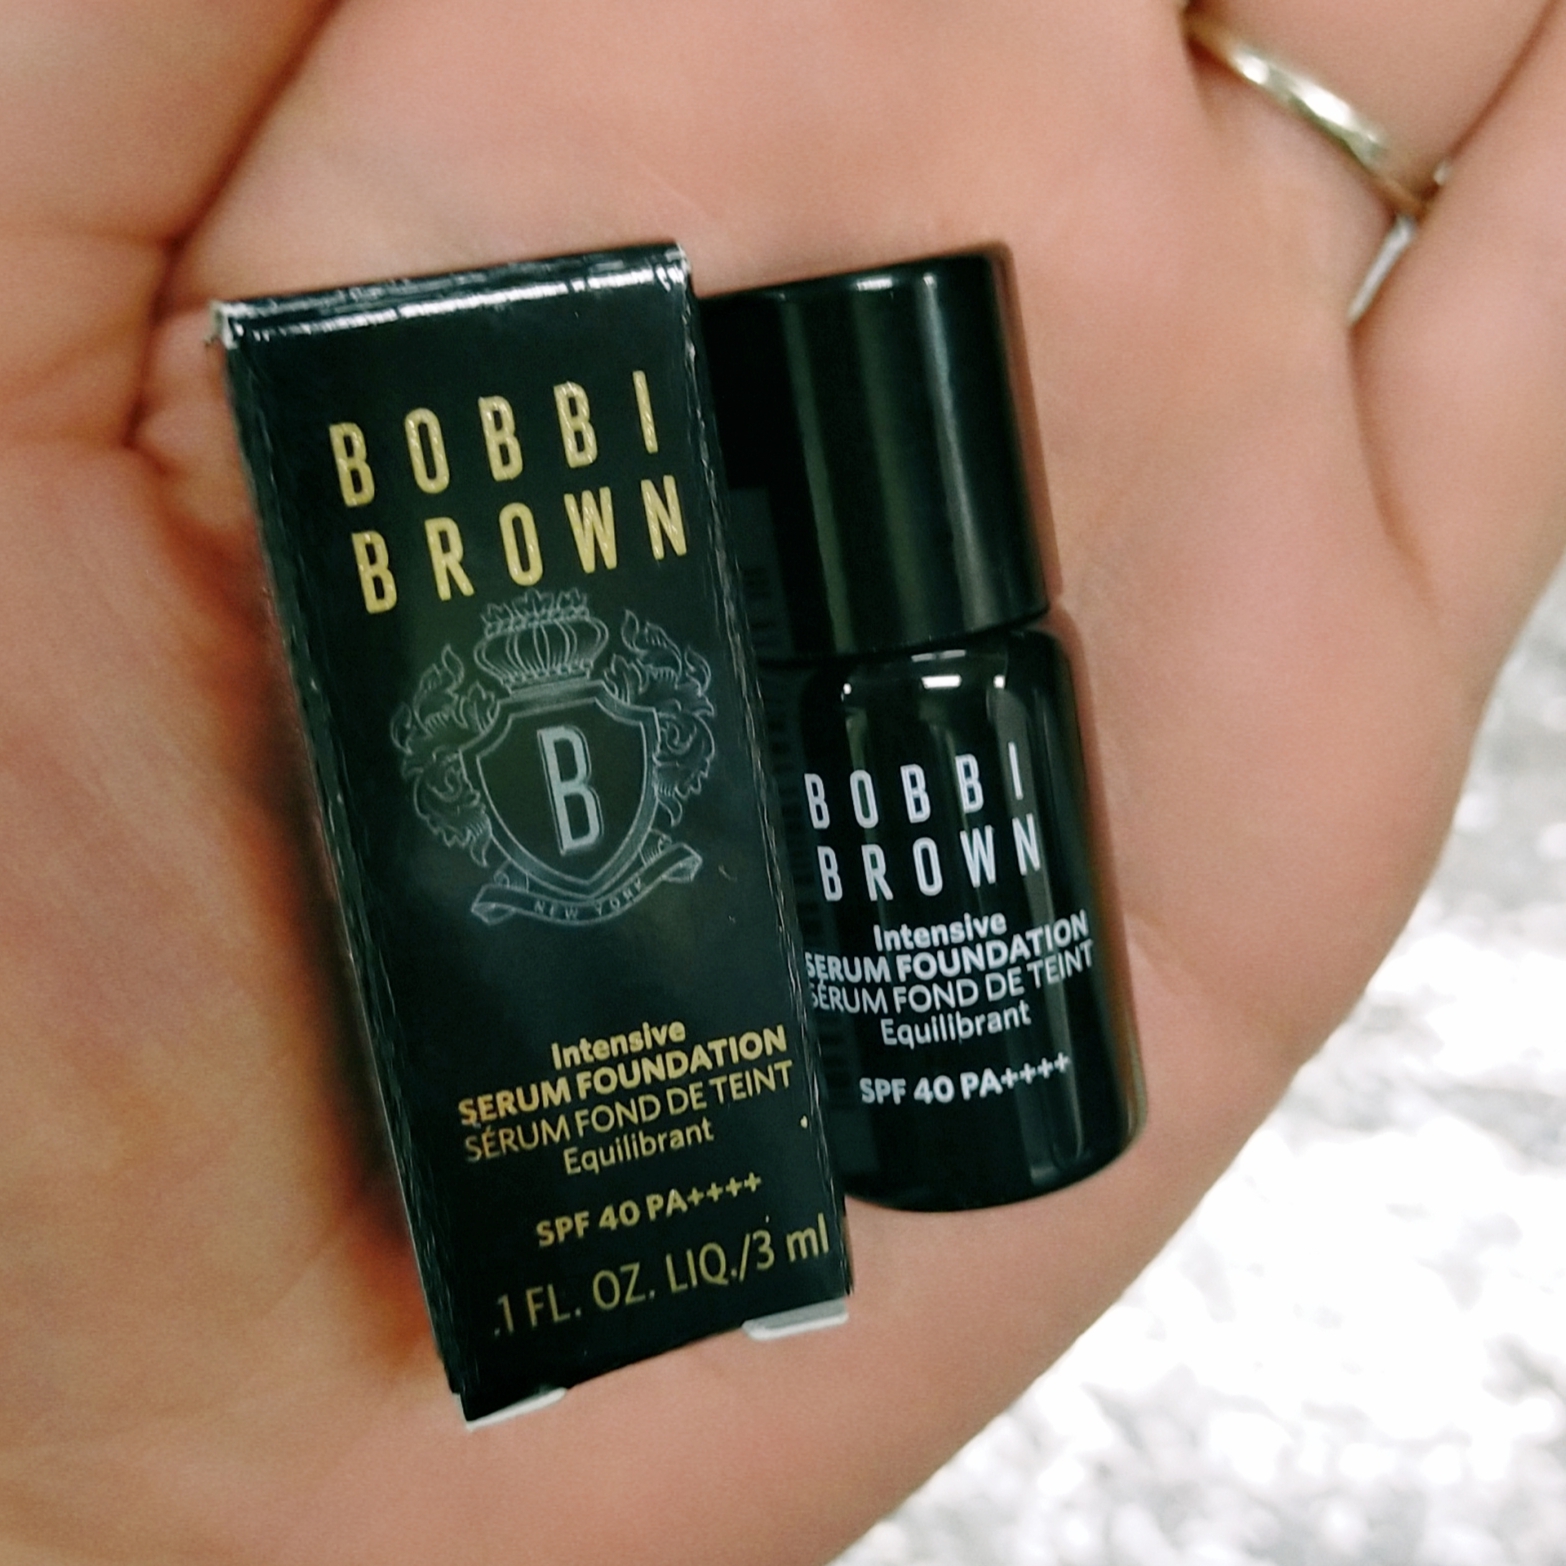 BOBBI
BROWN
B
NEW YORK
Intensive
SERUM FOUNDATION
SÉRUM FOND DE TEINT
Equilibrant
SPF 40 PA++++
.1 FL. OZ. LIQ./3 ml
BOBBI
BROWN
Intensive
SERUM FOUNDATION
SÉRUM FOND DE TEINT
Equilibrant
SPF 40 PA++++